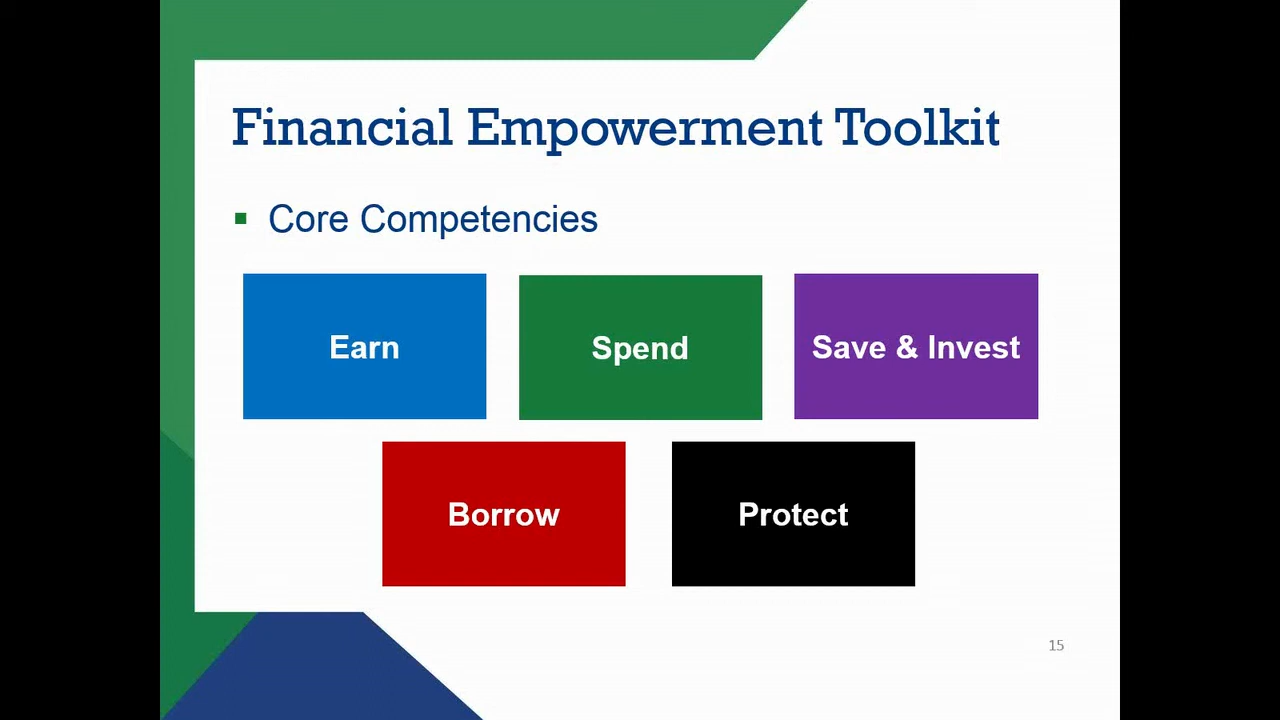 Financial Empowerment Toolkit
Core Competencies
Earn
Spend
Save & Invest
Borrow
Protect
15